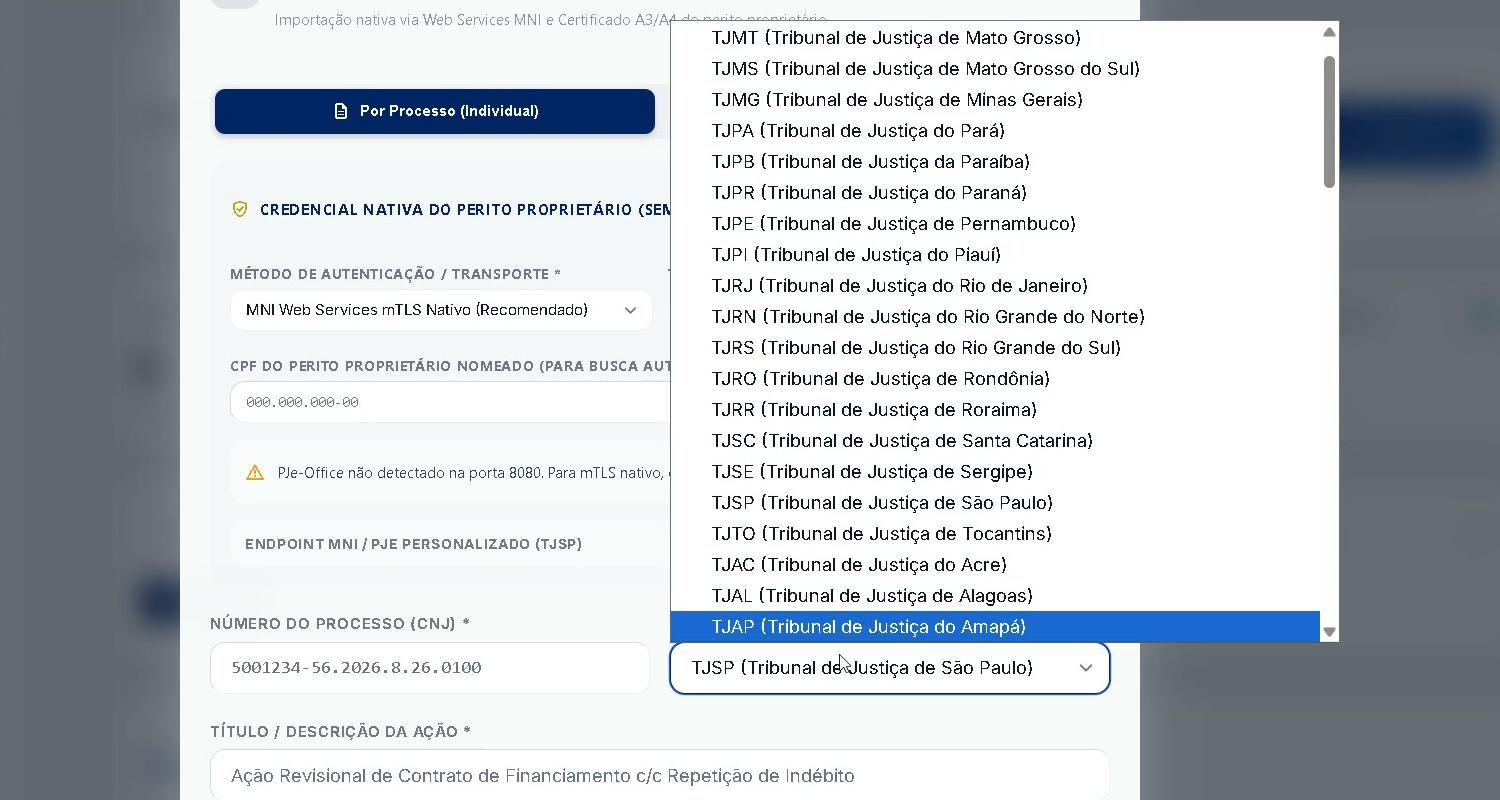 Importação nativa via Web Services MNI e Certificado A3/A4 do perito proprietário
Por Processo (Individual)
CREDENCIAL NATIVA DO PERITO PROPRIETÁRIO (SEM
MÉTODO DE AUTENTICAÇÃO / TRANSPORTE *
MNI Web Services mTLS Nativo (Recomendado)
CPF DO PERITO PROPRIETÁRIO NOMEADO (PARA BUSCA AUT
000.000.000-00
PJe-Office não detectado na porta 8080. Para mTLS nativo,
ENDPOINT MNI / PJE PERSONALIZADO (TJSP)
TJMT (Tribunal de Justiça de Mato Grosso)
TJMS (Tribunal de Justiça de Mato Grosso do Sul)
TJMG (Tribunal de Justiça de Minas Gerais)
TJPA (Tribunal de Justiça do Pará)
TJPB (Tribunal de Justiça da Paraíba)
TJPR (Tribunal de Justiça do Paraná)
TJPE (Tribunal de Justiça de Pernambuco)
TJPI (Tribunal de Justiça do Piauí)
TJRJ (Tribunal de Justiça do Rio de Janeiro)
TJRN (Tribunal de Justiça do Rio Grande do Norte)
TJRS (Tribunal de Justiça do Rio Grande do Sul)
TJRO (Tribunal de Justiça de Rondônia)
TJRR (Tribunal de Justiça de Roraima)
TJSC (Tribunal de Justiça de Santa Catarina)
TJSE (Tribunal de Justiça de Sergipe)
TJSP (Tribunal de Justiça de São Paulo)
TJTO (Tribunal de Justiça de Tocantins)
TJAC (Tribunal de Justiça do Acre)
TJAL (Tribunal de Justiça de Alagoas)
TJAP (Tribunal de Justiça do Amapá)
NÚMERO DO PROCESSO (CNJ) *
5001234-56.2026.8.26.0100
TJSP (Tribunal de Justiça de São Paulo)
TÍTULO / DESCRIÇÃO DA AÇÃO *
Ação Revisional de Contrato de Financiamento c/c Repetição de Indébito